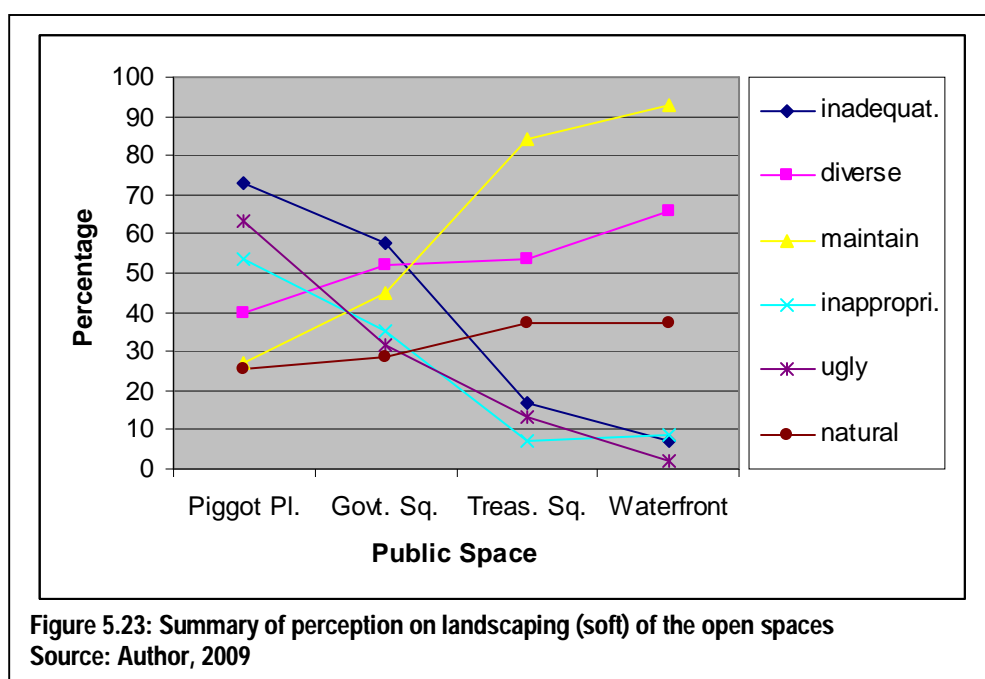 100
90
80
70
60
50
40
30
20
10
0
Percentage
Piggot Pl. Govt. Sq. Treas. Sq. Waterfront
Public Space
inadequat.
diverse
maintain
inappropri.
ugly
natural
Figure 5.23: Summary of perception on landscaping (soft) of the open spaces
Source: Author, 2009